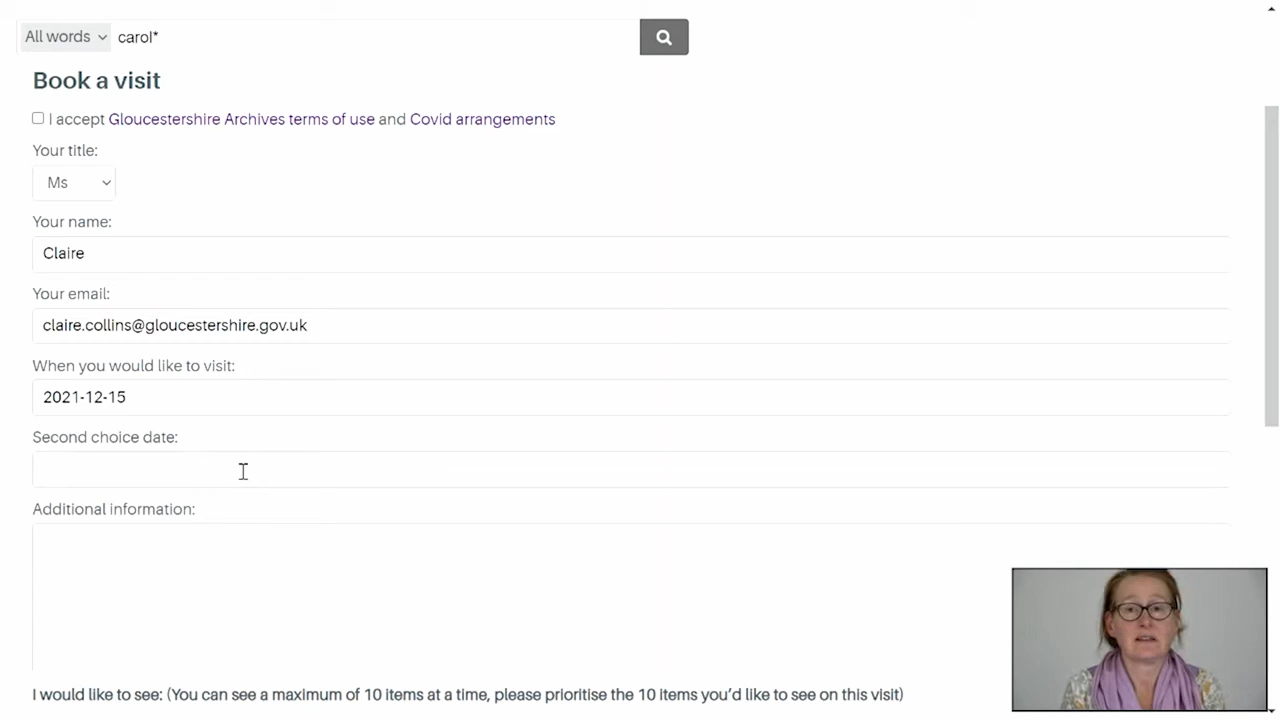 All words carol*
Book a visit
I accept Gloucestershire Archives terms of use and Covid arrangements
Your title:
Ms
Your name:
Claire
Your email:
claire.collins@gloucestershire.gov.uk
When you would like to visit:
2021-12-15
Second choice date:
Additional information:
I would like to see: (You can see a maximum of 10 items at a time, please prioritise the 10 items you'd like to see on this visit)